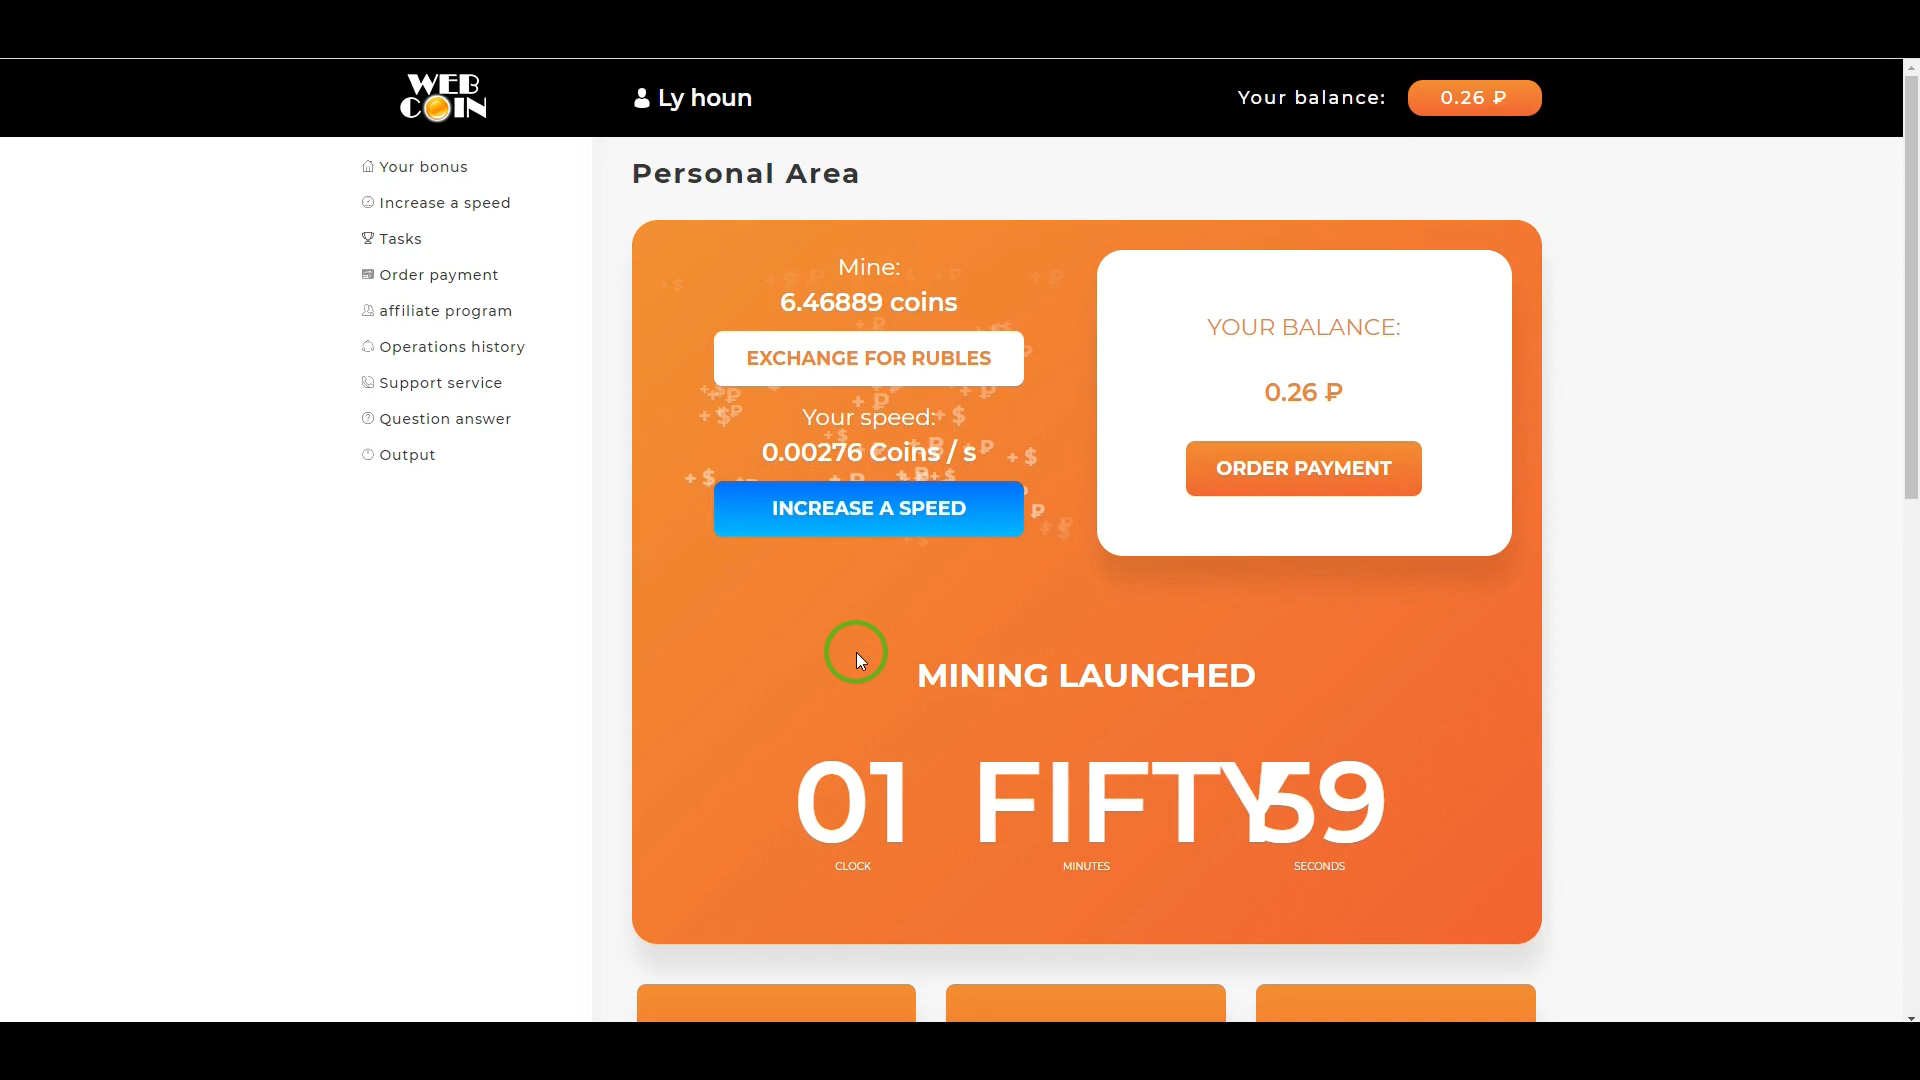 WEB
COIN
Ly houn
Your balance:
0.26 ₽
Your bonus
Increase a speed
Tasks
Order payment
affiliate program
Operations history
Support service
Question answer
Output
Personal Area
Mine:
6.46889 coins
EXCHANGE FOR RUBLES
Your speed:
0.00276 Coins / s
INCREASE A SPEED
YOUR BALANCE:
0.26 ₽
ORDER PAYMENT
MINING LAUNCHED
01 FIFTY 59
CLOCK MINUTES SECONDS